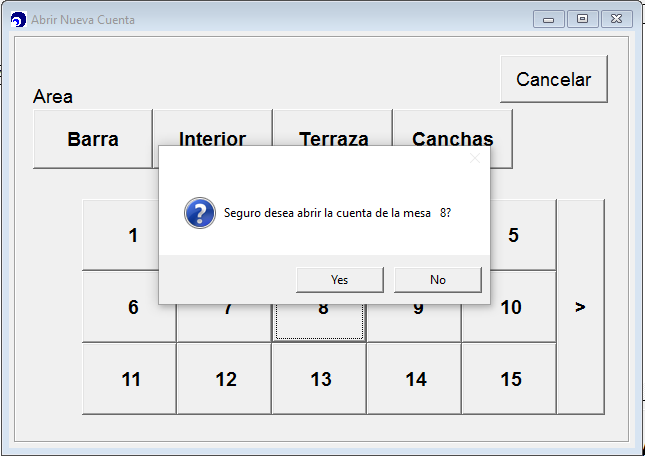 Abrir Nueva Cuenta
Cancelar
Area
Barra Interior Terraza Canchas
Seguro desea abrir la cuenta de la mesa 8?
Yes No
1 5
6 7 8 9 10 >
11 12 13 14 15